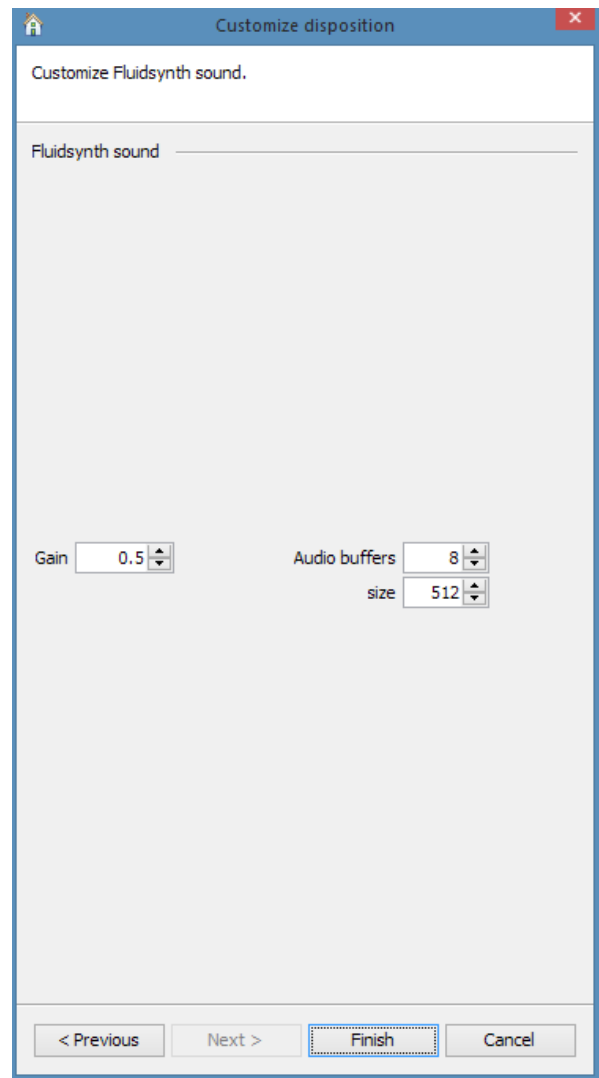 Customize disposition
Customize Fluidsynth sound.
Fluidsynth sound
Gain 0.5 Audio buffers 8
size 512
< Previous Next > Finish Cancel